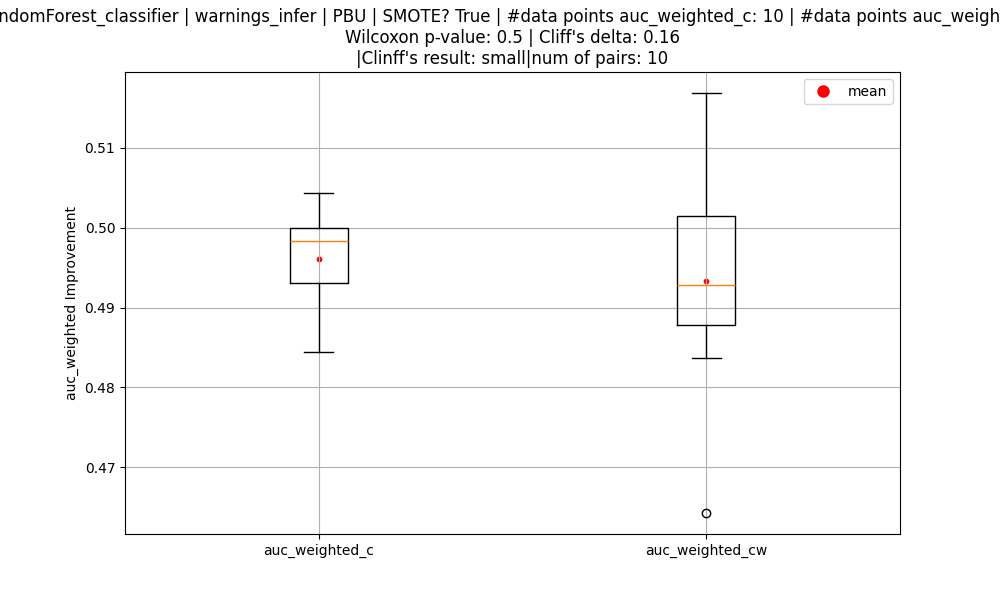 ndomForest_classifier | warnings_infer | PBU | SMOTE? True | #data points auc_weighted_c: 10 | #data points auc_weigh
Wilcoxon p-value: 0.5 | Cliff's delta: 0.16
|Clinff's result: small|num of pairs: 10
mean
0.51
0.50
0.49
0.48
0.47
auc_weighted Improvement
auc_weighted_c
auc_weighted_cw